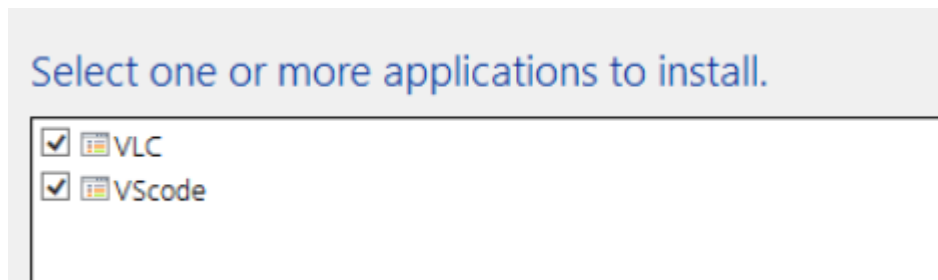 Select one or more applications to install.
VLC
VScode